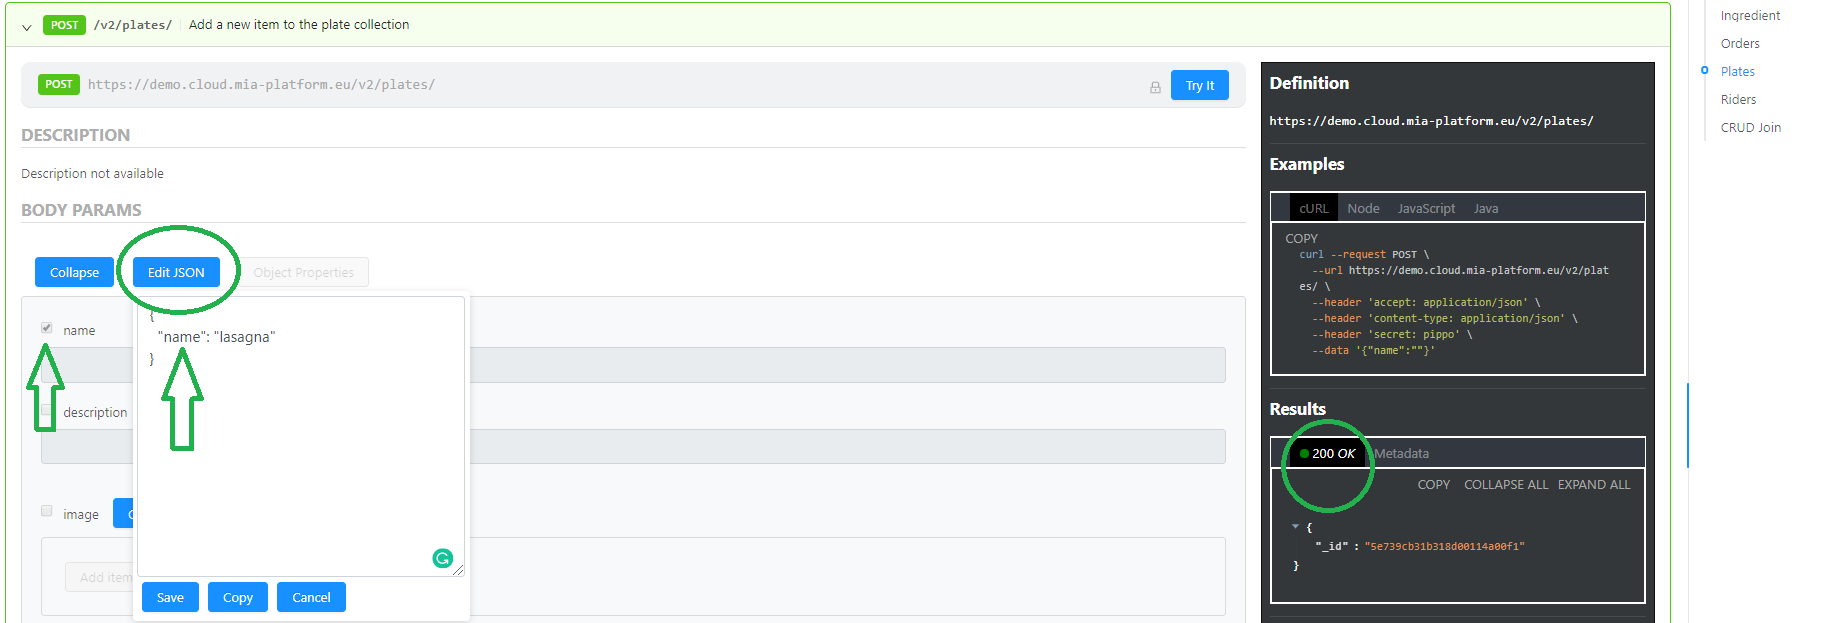 POST /v2/plates/ Add a new item to the plate collection
POST https://demo.cloud.mia-platform.eu/v2/plates/ Try It
DESCRIPTION
Description not available
BODY PARAMS
Collapse Edit JSON Object Properties
name
description
image
Add item
{
"name": "lasagna"
}
Save Copy Cancel
Definition
https://demo.cloud.mia-platform.eu/v2/plates/
Examples
cURL Node JavaScript Java
COPY
curl --request POST \
--url https://demo.cloud.mia-platform.eu/v2/plat
es/ \
--header 'accept: application/json' \
--header 'content-type: application/json' \
--header 'secret: pippo' \
--data '{"name":""}'
Results
200 OK Metadata
COPY COLLAPSE ALL EXPAND ALL
{
"_id" : "5e739cb31b318d00114a00f1"
}
Ingredient
Orders
Plates
Riders
CRUD Join